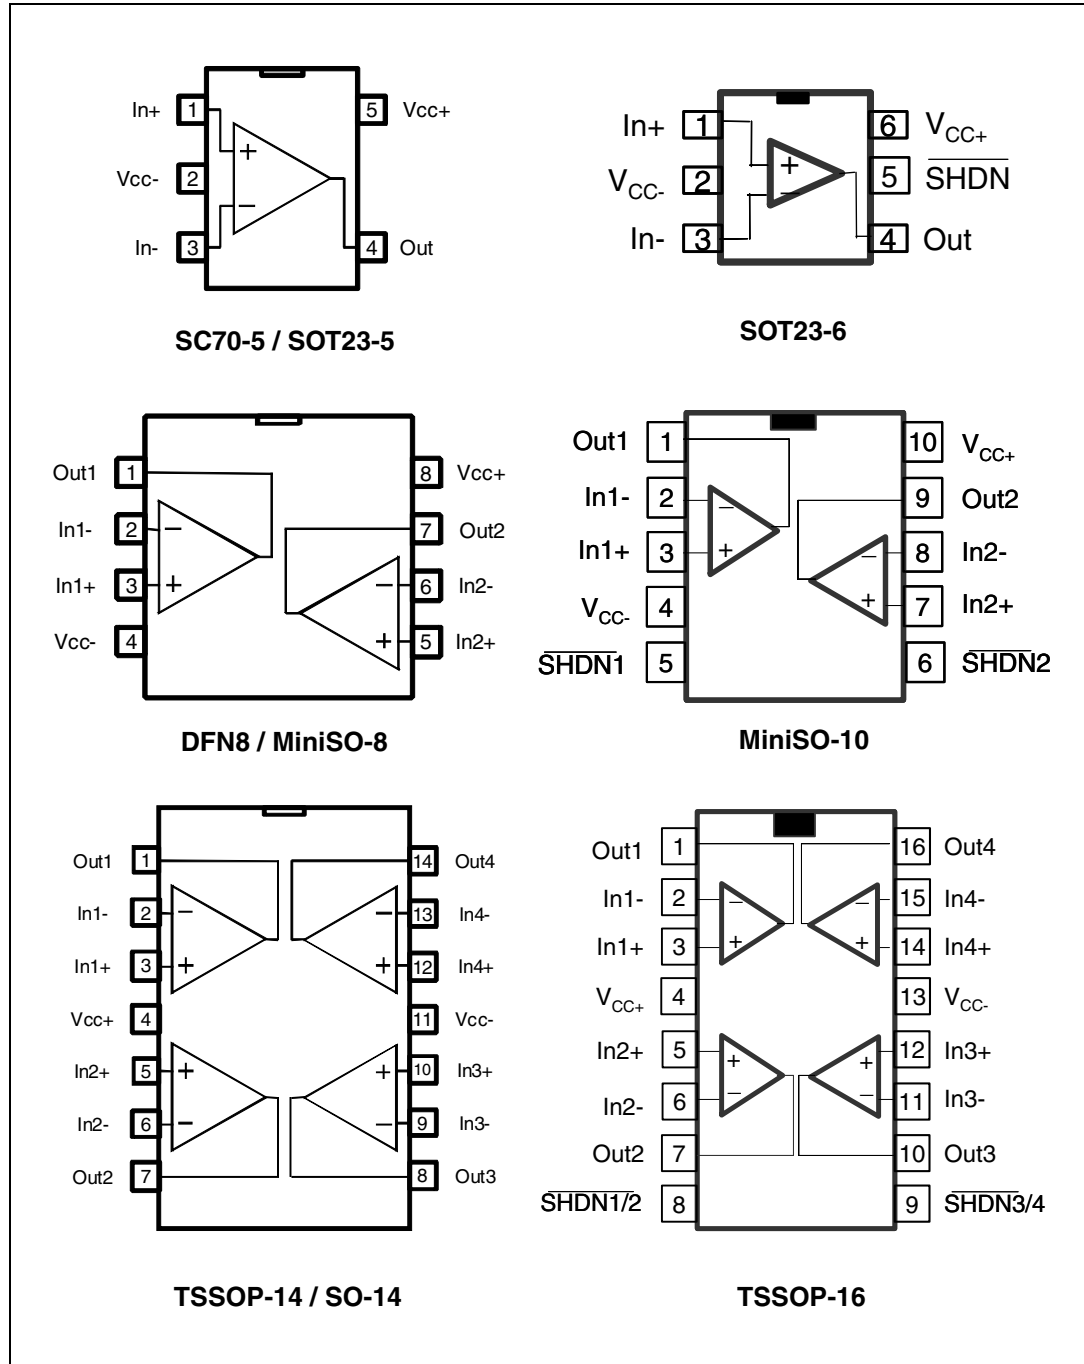 In+ 1 5 Vcc+
Vcc- 2
In- 3 4 Out
+
−
SC70-5 / SOT23-5
In+ 1 6 VCC+
VCC- 2 5 SHDN
In- 3 4 Out
+
−
SOT23-6
Out1 1 8 Vcc+
In1- 2 − 7 Out2
In1+ 3 + − 6 In2-
Vcc- 4 + 5 In2+
DFN8 / MiniSO-8
Out1 1 10 VCC+
In1- 2 − 9 Out2
In1+ 3 + − 8 In2-
VCC- 4 + 7 In2+
SHDN1 5 6 SHDN2
MiniSO-10
Out1 1 14 Out4
In1- 2 − − 13 In4-
In1+ 3 + + 12 In4+
Vcc+ 4 11 Vcc-
In2+ 5 + + 10 In3+
In2- 6 − − 9 In3-
Out2 7 8 Out3
TSSOP-14 / SO-14
Out1 1 16 Out4
In1- 2 − − 15 In4-
In1+ 3 + + 14 In4+
VCC+ 4 13 VCC-
In2+ 5 + + 12 In3+
In2- 6 − − 11 In3-
Out2 7 10 Out3
SHDN1/2 8 9 SHDN3/4
TSSOP-16